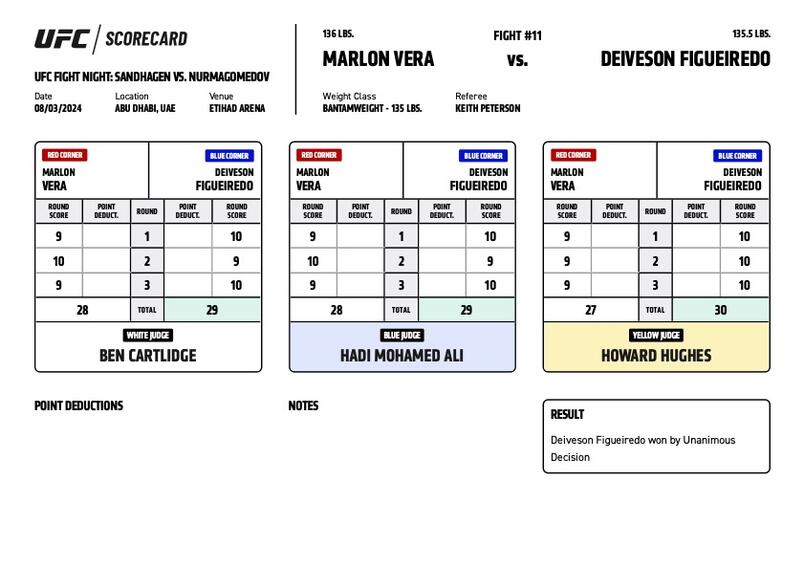 UFC / SCORECARD
UFC FIGHT NIGHT: SANDHAGEN VS. NURMAGOMEDOV
Date Location Venue
08/03/2024 ABU DHABI, UAE ETIHAD ARENA
136 LBS. FIGHT #11 135.5 LBS.
MARLON VERA VS. DEIVESON FIGUEIREDO
Weight Class Referee
BANTAMWEIGHT - 135 LBS. KEITH PETERSON
RED CORNER BLUE CORNER
MARLON DEIVESON
VERA FIGUEIREDO
ROUND POINT ROUND POINT ROUND
SCORE DEDUCT. DEDUCT. SCORE
9 1 10
10 2 9
9 3 10
28 TOTAL 29
WHITE JUDGE
BEN CARTLIDGE
RED CORNER BLUE CORNER
MARLON DEIVESON
VERA FIGUEIREDO
ROUND POINT ROUND POINT ROUND
SCORE DEDUCT. DEDUCT. SCORE
9 1 10
10 2 9
9 3 10
28 TOTAL 29
BLUE JUDGE
HADI MOHAMED ALI
RED CORNER BLUE CORNER
MARLON DEIVESON
VERA FIGUEIREDO
ROUND POINT ROUND POINT ROUND
SCORE DEDUCT. DEDUCT. SCORE
9 1 10
9 2 10
9 3 10
27 TOTAL 30
YELLOW JUDGE
HOWARD HUGHES
POINT DEDUCTIONS
NOTES
RESULT
Deiveson Figueiredo won by Unanimous
Decision